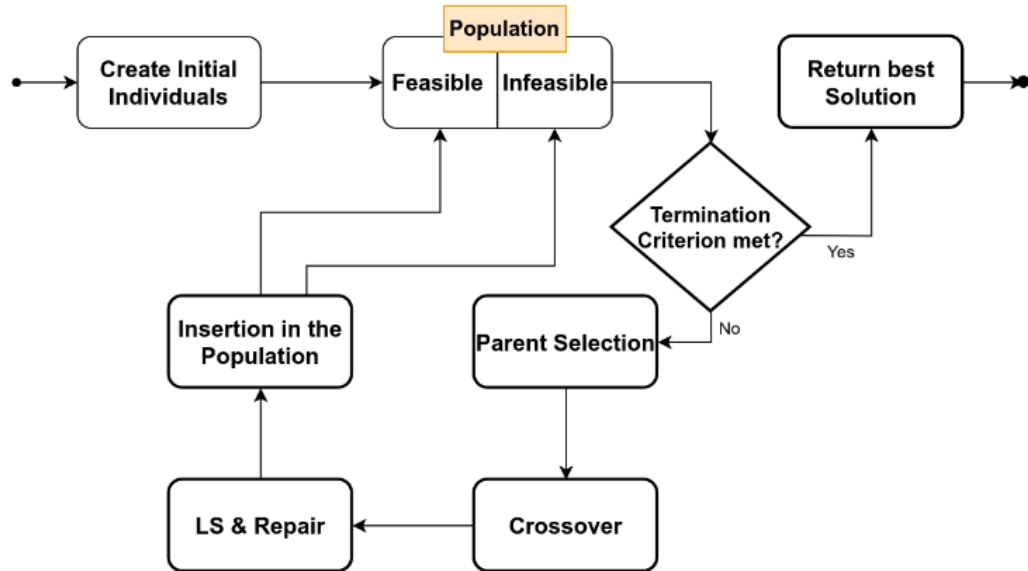 Population
Create Initial
Individuals
Feasible
Infeasible
Return best
Solution
Termination
Criterion met?
Yes
No
Insertion in the
Population
Parent Selection
LS & Repair
Crossover